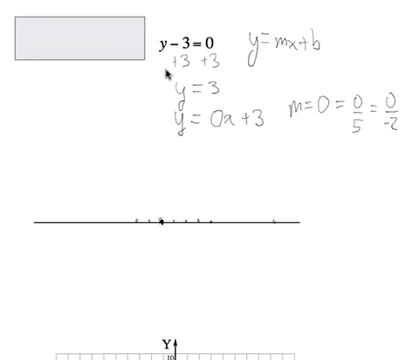 y − 3 = 0 y = mx + b
+3 +3
y = 3
y = 0x + 3 m = 0 = 0/5 = 0/-2
Y
10